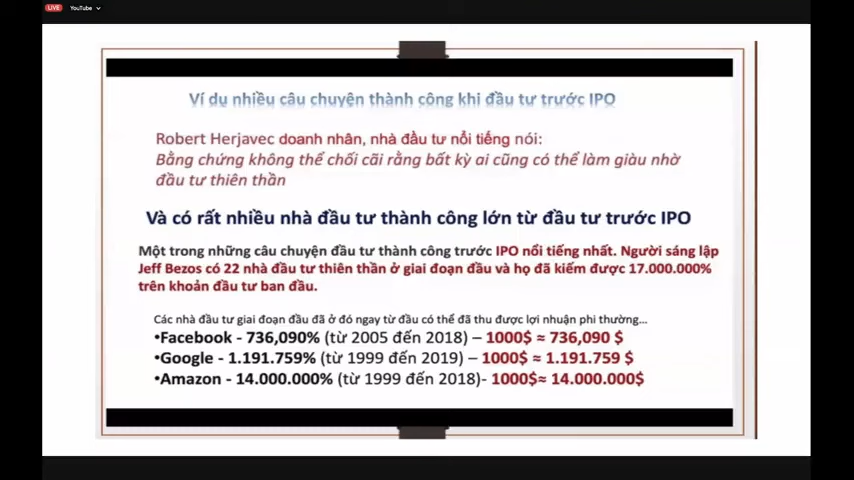 LIVE YouTube
Ví dụ nhiều câu chuyện thành công khi đầu tư trước IPO
Robert Herjavec doanh nhân, nhà đầu tư nổi tiếng nói:
Bằng chứng không thể chối cãi rằng bất kỳ ai cũng có thể làm giàu nhờ
đầu tư thiên thần
Và có rất nhiều nhà đầu tư thành công lớn từ đầu tư trước IPO
Một trong những câu chuyện đầu tư thành công trước IPO nổi tiếng nhất. Người sáng lập
Jeff Bezos có 22 nhà đầu tư thiên thần ở giai đoạn đầu và họ đã kiếm được 17.000.000%
trên khoản đầu tư ban đầu.
Các nhà đầu tư giai đoạn đầu đã ở đó ngay từ đầu có thể đã thu được lợi nhuận phi thường...
•Facebook - 736,090% (từ 2005 đến 2018) – 1000$ ≈ 736,090 $
•Google - 1.191.759% (từ 1999 đến 2019) – 1000$ ≈ 1.191.759 $
•Amazon - 14.000.000% (từ 1999 đến 2018)- 1000$≈ 14.000.000$